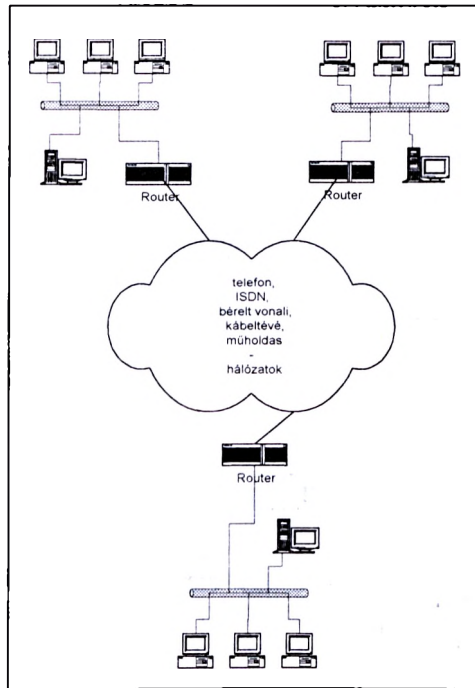 Router
Router
telefon,
ISDN,
bérelt vonali,
kábeltévé,
műholdas
-
hálózatok
Router